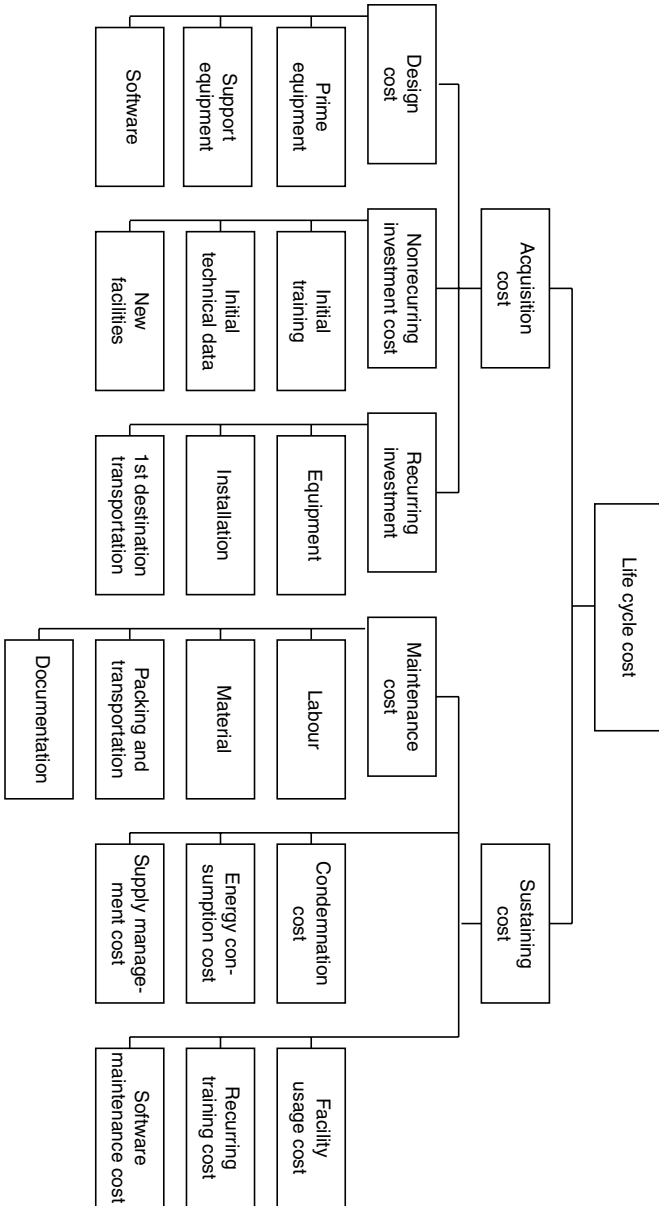 Life cycle cost
Acquisition
cost
Sustaining
cost
Design
cost
Nonrecurring
investment cost
Recurring
investment
Maintenance
cost
Prime
equipment
Initial
training
Equipment
Labour
Condemnation
cost
Facility
usage cost
Support
equipment
Initial
technical data
Installation
Material
Energy con-
sumption cost
Recurring
training cost
Software
New
facilities
1st destination
transportation
Packing and
transportation
Supply manage-
ment cost
Software
maintenance cost
Documentation